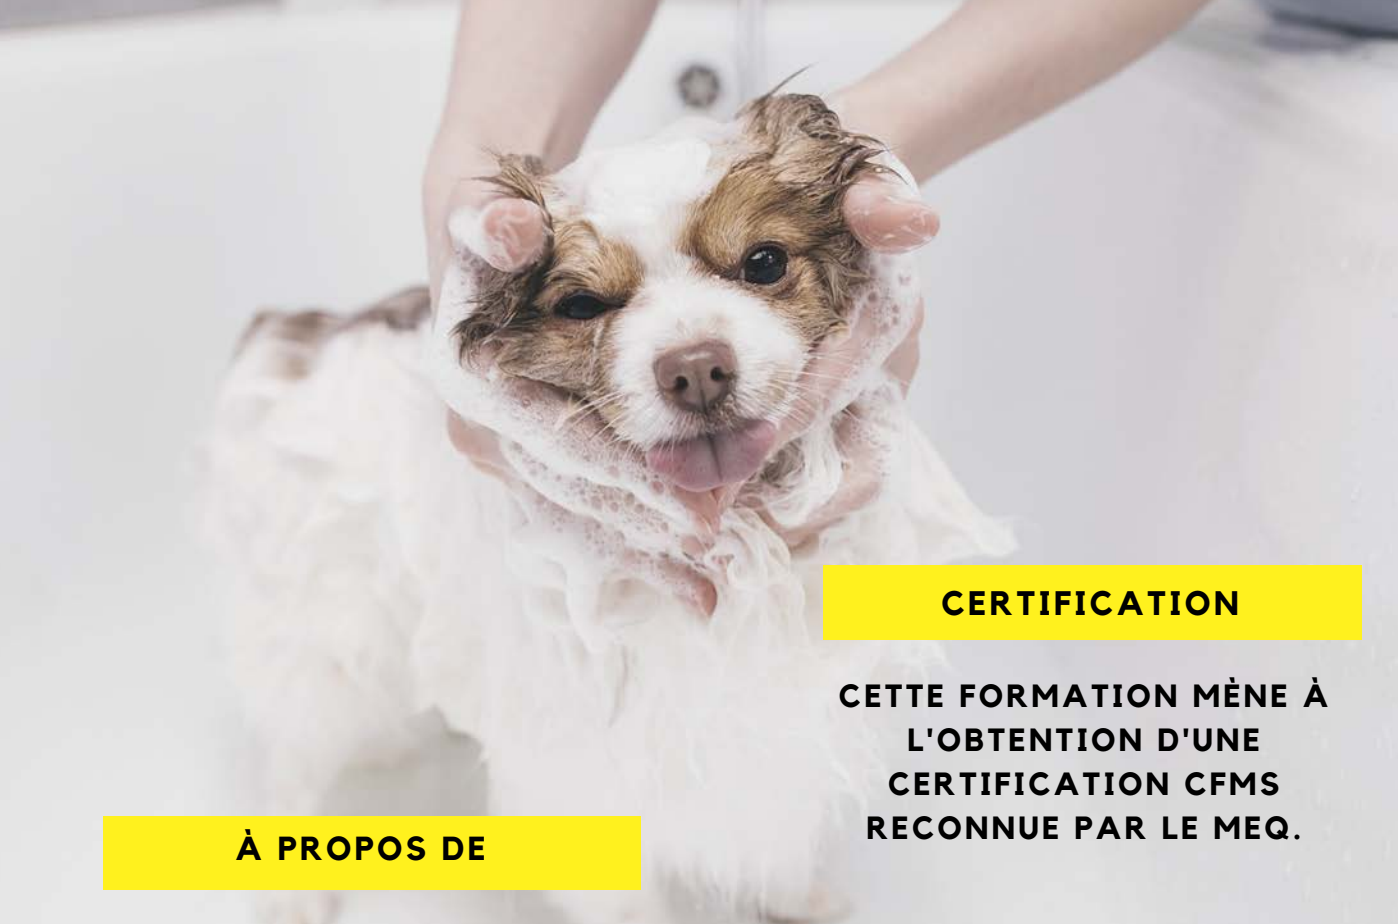 CERTIFICATION
CETTE FORMATION MÈNE À
L'OBTENTION D'UNE
CERTIFICATION CFMS
RECONNUE PAR LE MEQ.
À PROPOS DE